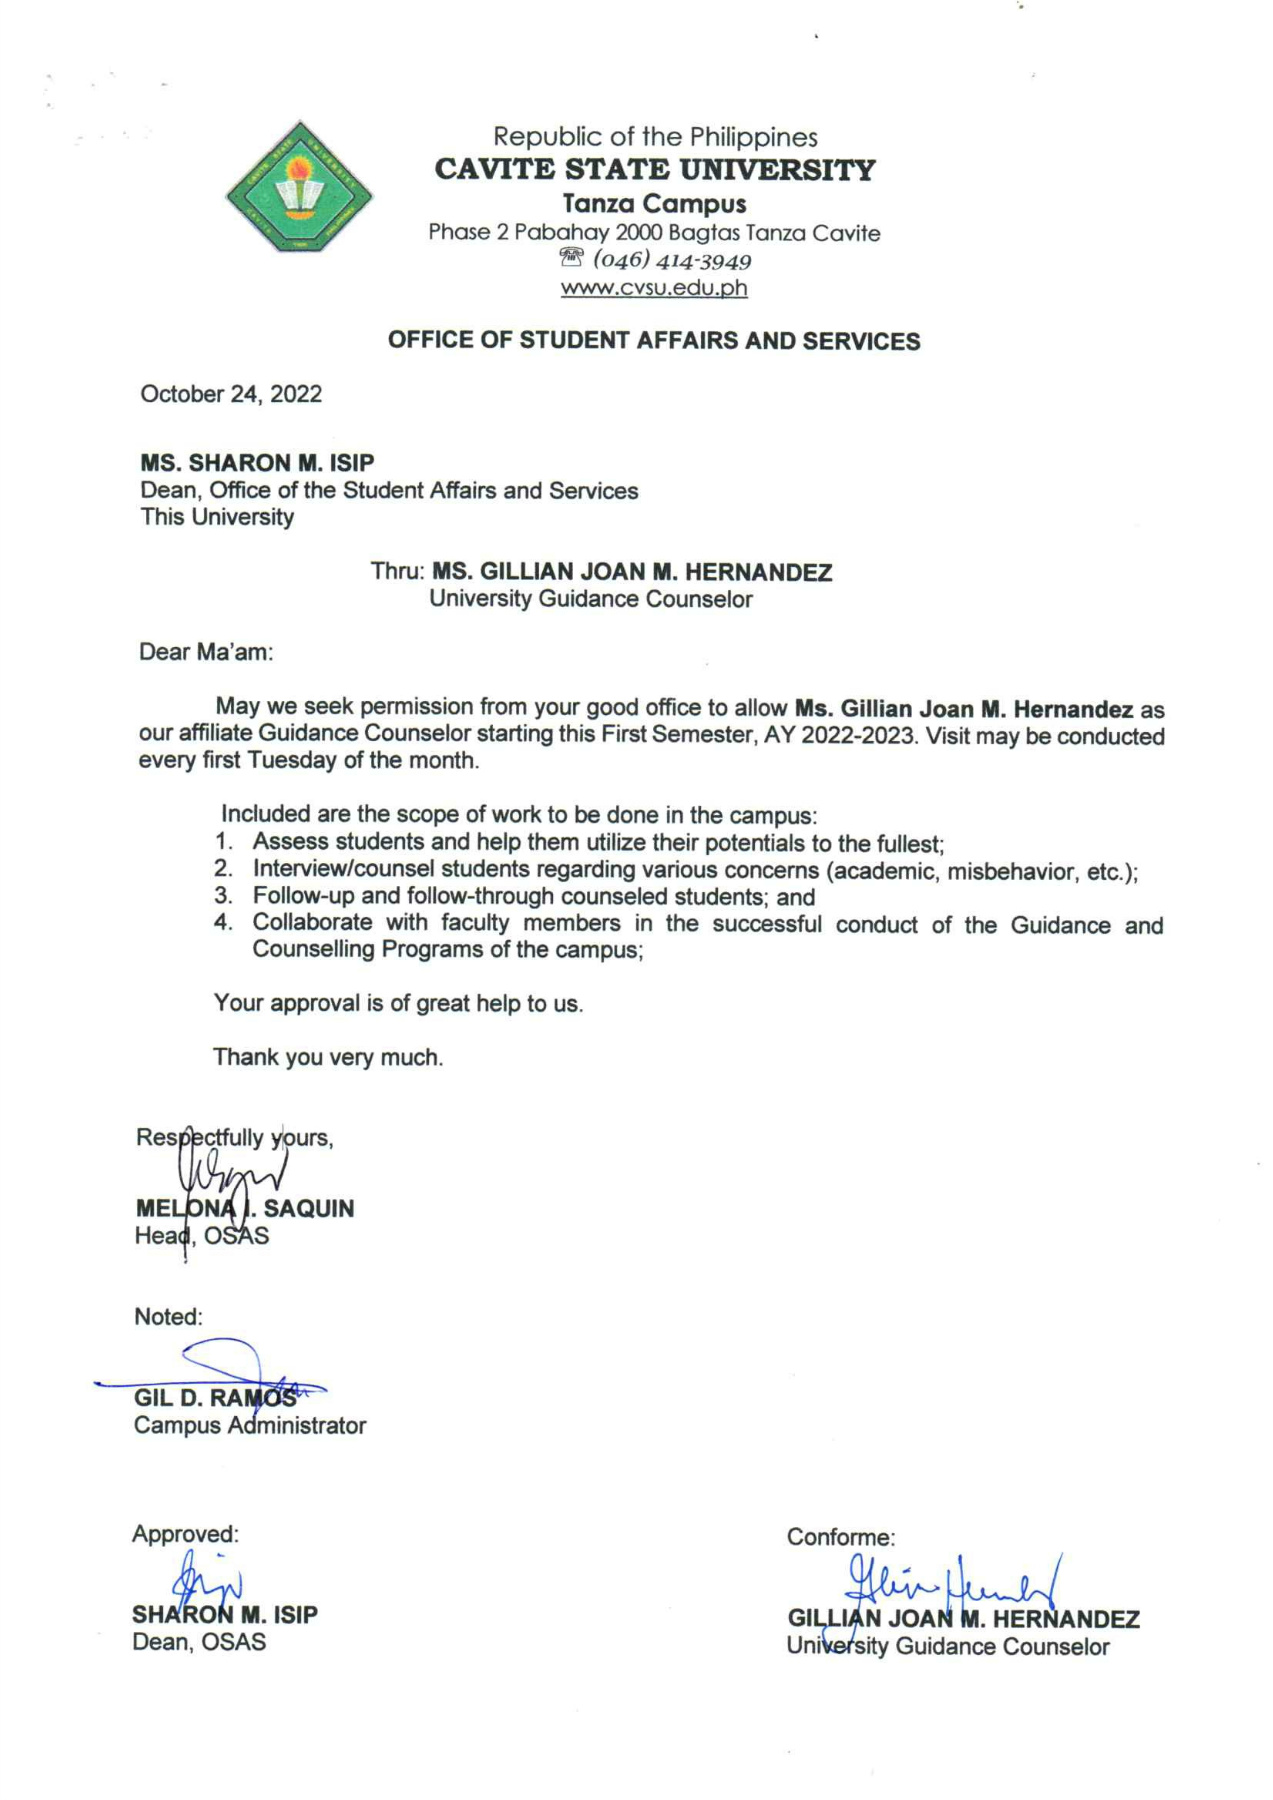 Republic of the Philippines
CAVITE STATE UNIVERSITY
Tanza Campus
Phase 2 Pabahay 2000 Bagtas Tanza Cavite
☏ (046) 414-3949
www.cvsu.edu.ph
OFFICE OF STUDENT AFFAIRS AND SERVICES
October 24, 2022
MS. SHARON M. ISIP
Dean, Office of the Student Affairs and Services
This University
Thru: MS. GILLIAN JOAN M. HERNANDEZ
University Guidance Counselor
Dear Ma'am:
May we seek permission from your good office to allow Ms. Gillian Joan M. Hernandez as
our affiliate Guidance Counselor starting this First Semester, AY 2022-2023. Visit may be conducted
every first Tuesday of the month.
Included are the scope of work to be done in the campus:
1. Assess students and help them utilize their potentials to the fullest;
2. Interview/counsel students regarding various concerns (academic, misbehavior, etc.);
3. Follow-up and follow-through counseled students; and
4. Collaborate with faculty members in the successful conduct of the Guidance and
Counselling Programs of the campus;
Your approval is of great help to us.
Thank you very much.
Respectfully yours,
MELONA I. SAQUIN
Head, OSAS
Noted:
GIL D. RAMOS
Campus Administrator
Approved:
SHARON M. ISIP
Dean, OSAS
Conforme:
GILLIAN JOAN M. HERNANDEZ
University Guidance Counselor